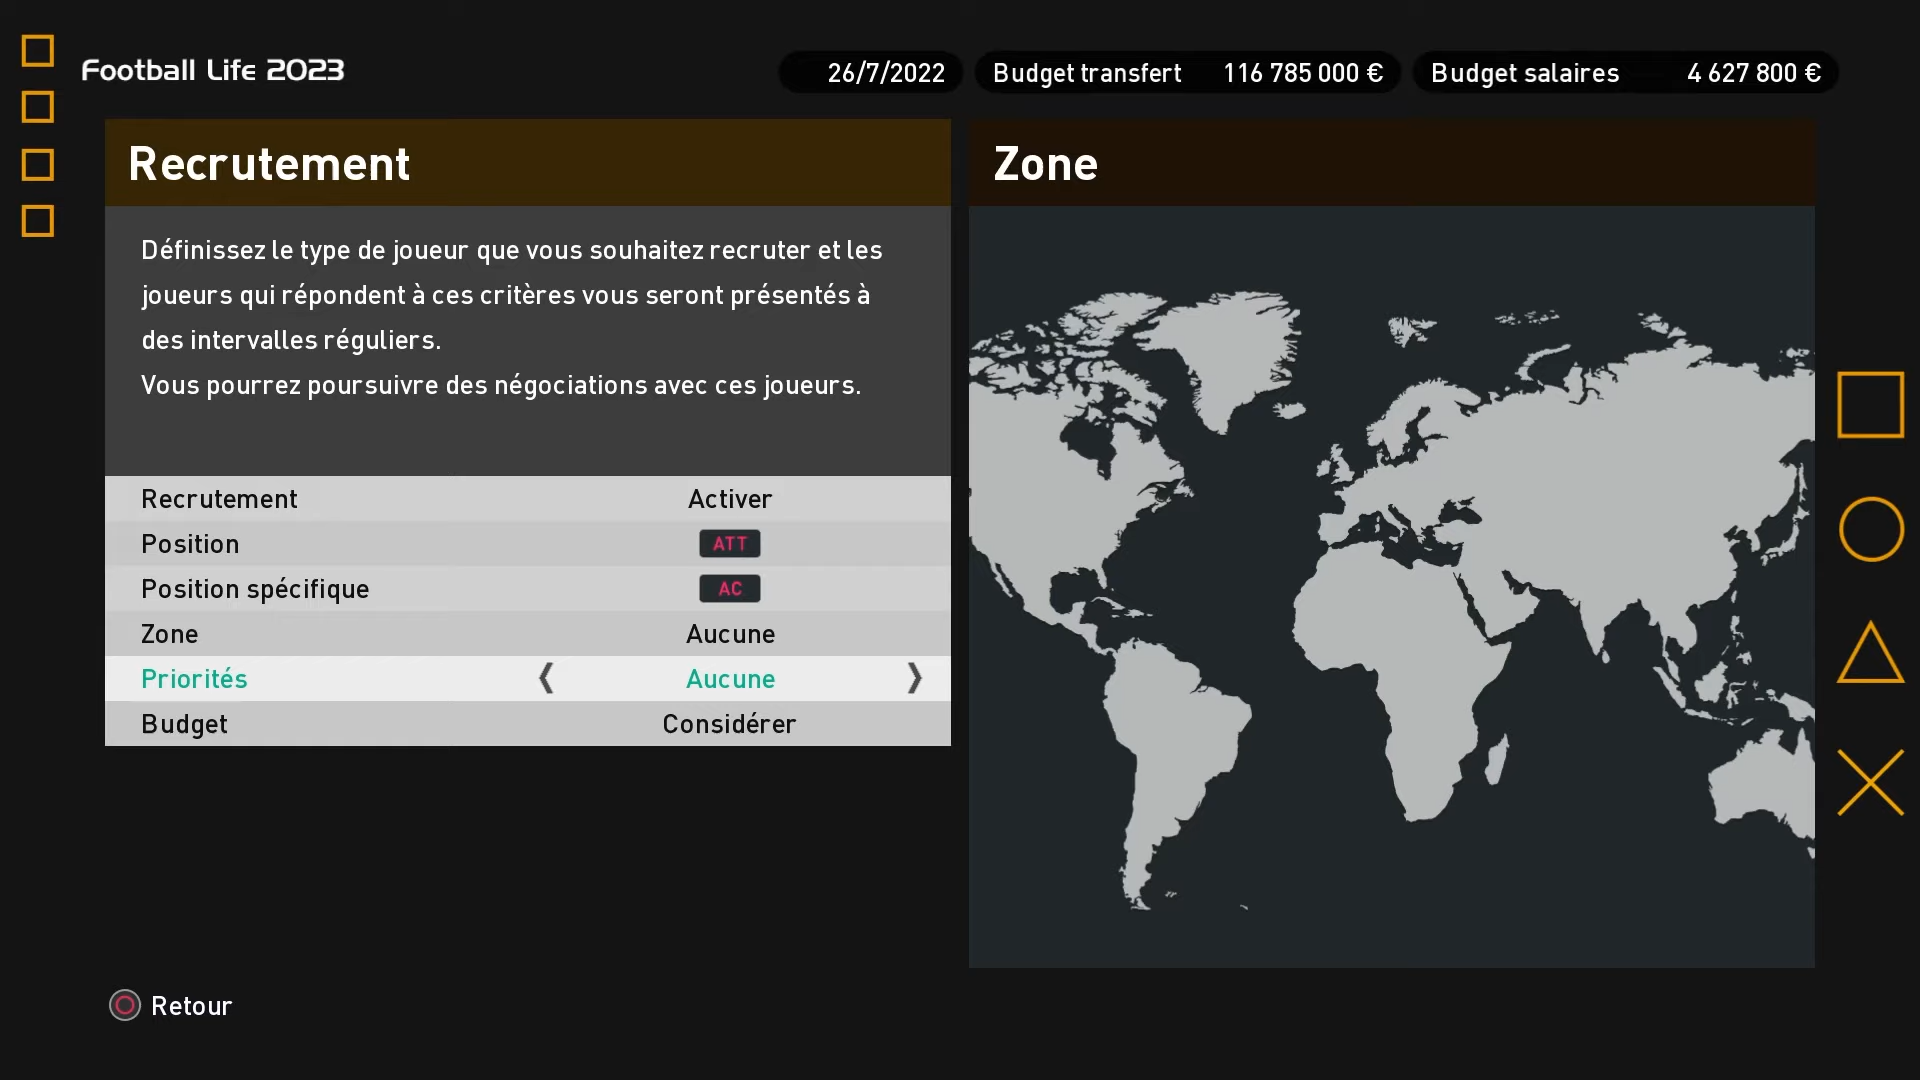 Football Life 2023
26/7/2022
Budget transfert 116 785 000 €
Budget salaires 4 627 800 €
Recrutement
Zone
Définissez le type de joueur que vous souhaitez recruter et les
joueurs qui répondent à ces critères vous seront présentés à
des intervalles réguliers.
Vous pourrez poursuivre des négociations avec ces joueurs.
Recrutement Activer
Position ATT
Position spécifique AC
Zone Aucune
Priorités Aucune
Budget Considérer
Retour